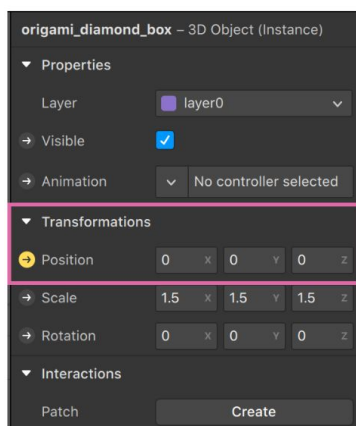 origami_diamond_box – 3D Object (Instance)
Properties
Layer layer0
Visible
Animation No controller selected
Transformations
Position 0 X 0 Y 0 Z
Scale 1.5 X 1.5 Y 1.5 Z
Rotation 0 X 0 Y 0 Z
Interactions
Patch Create